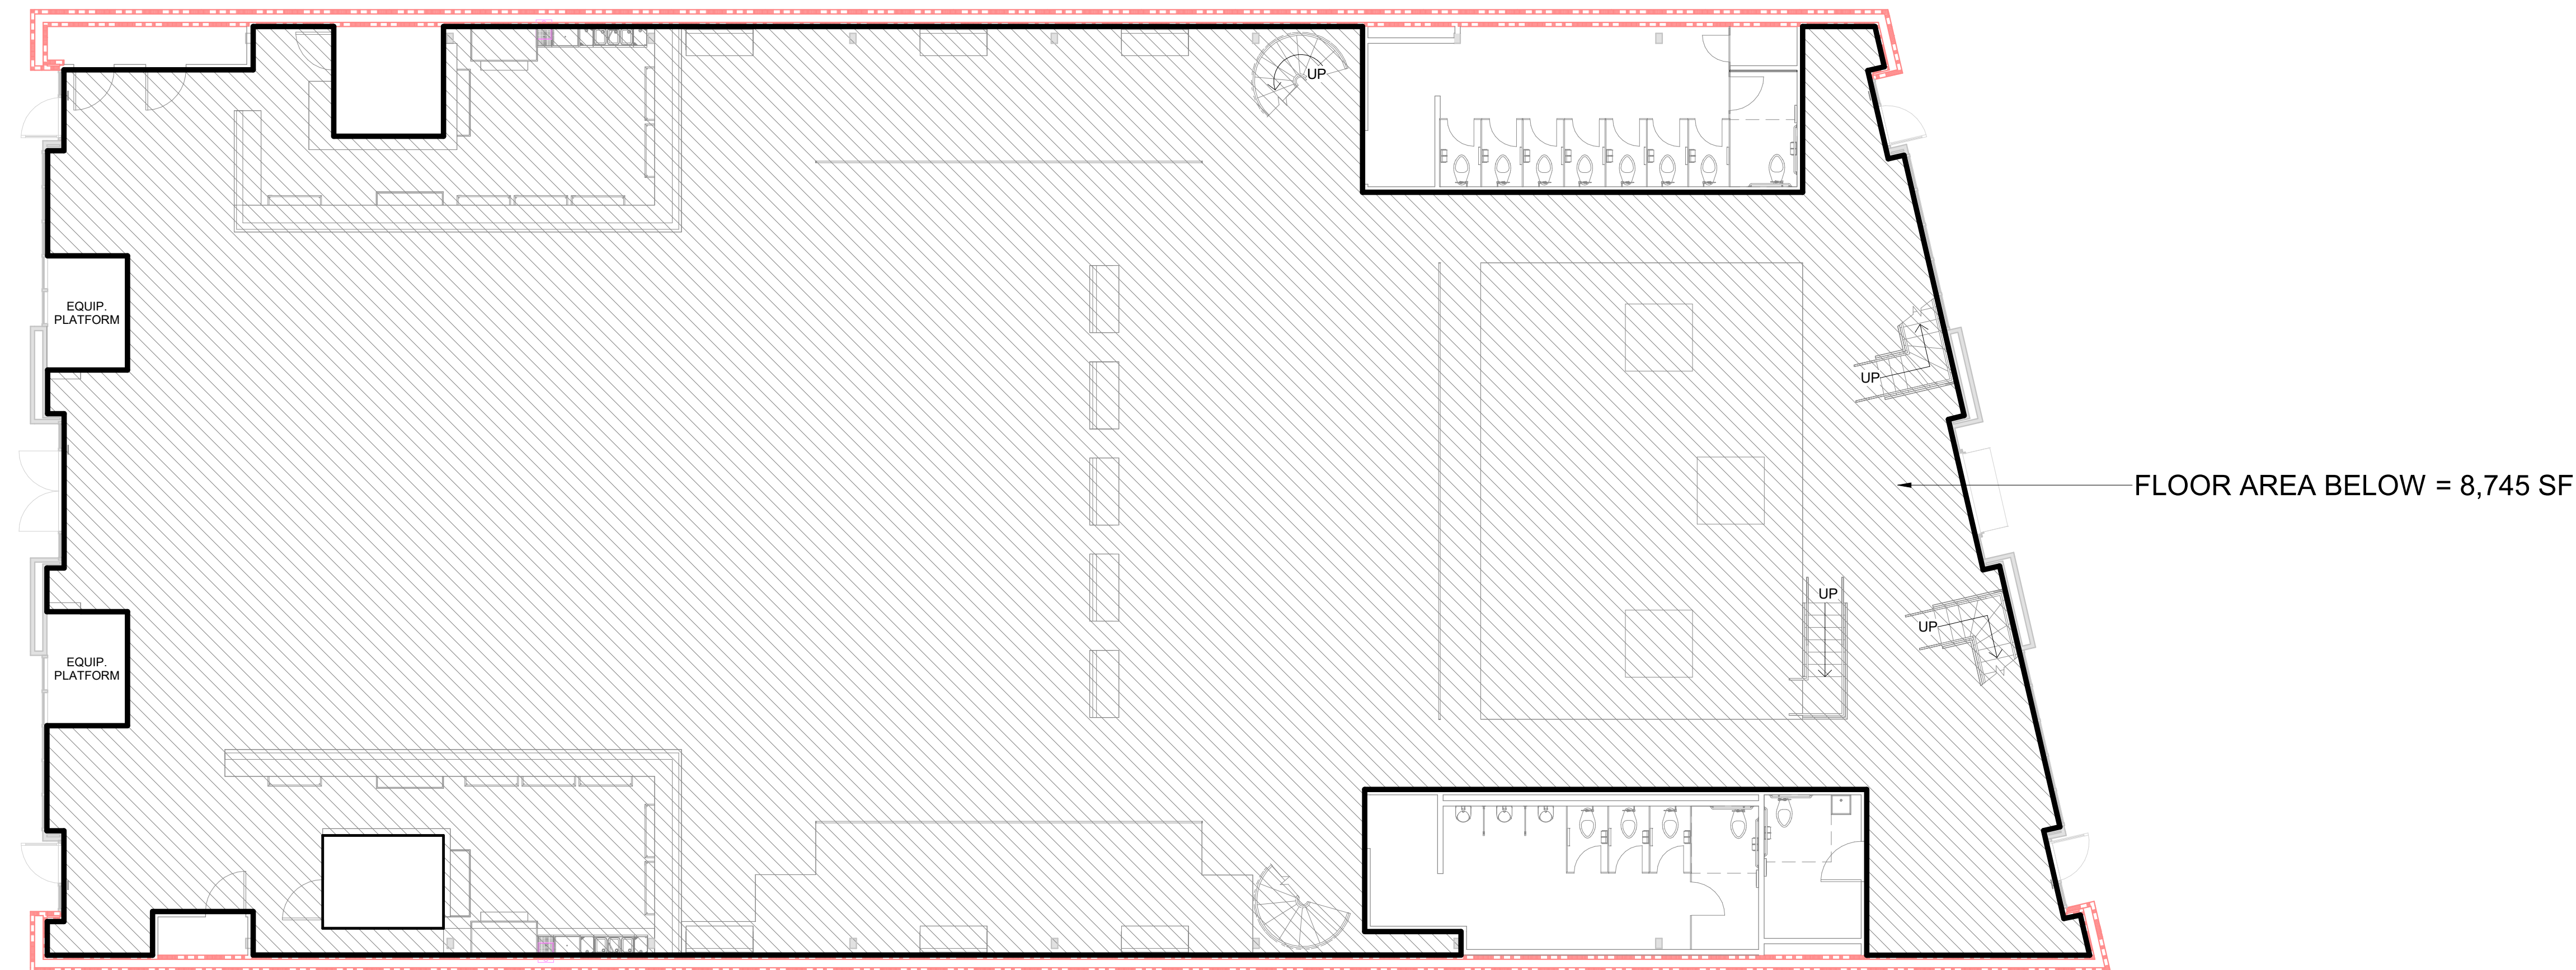 UP
EQUIP.
PLATFORM
UP
FLOOR AREA BELOW = 8,745 SF
UP
UP
EQUIP.
PLATFORM